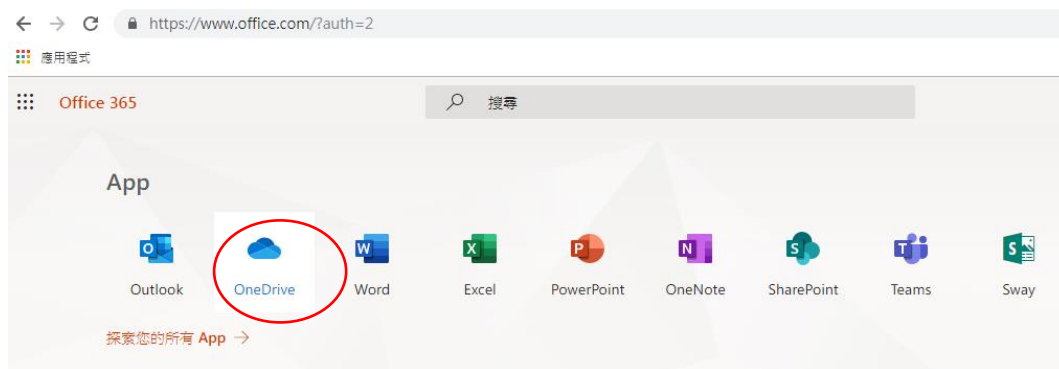 https://www.office.com/?auth=2
應用程式
Office 365
搜尋
App
Outlook OneDrive Word Excel PowerPoint OneNote SharePoint Teams Sway
探索您的所有 App →